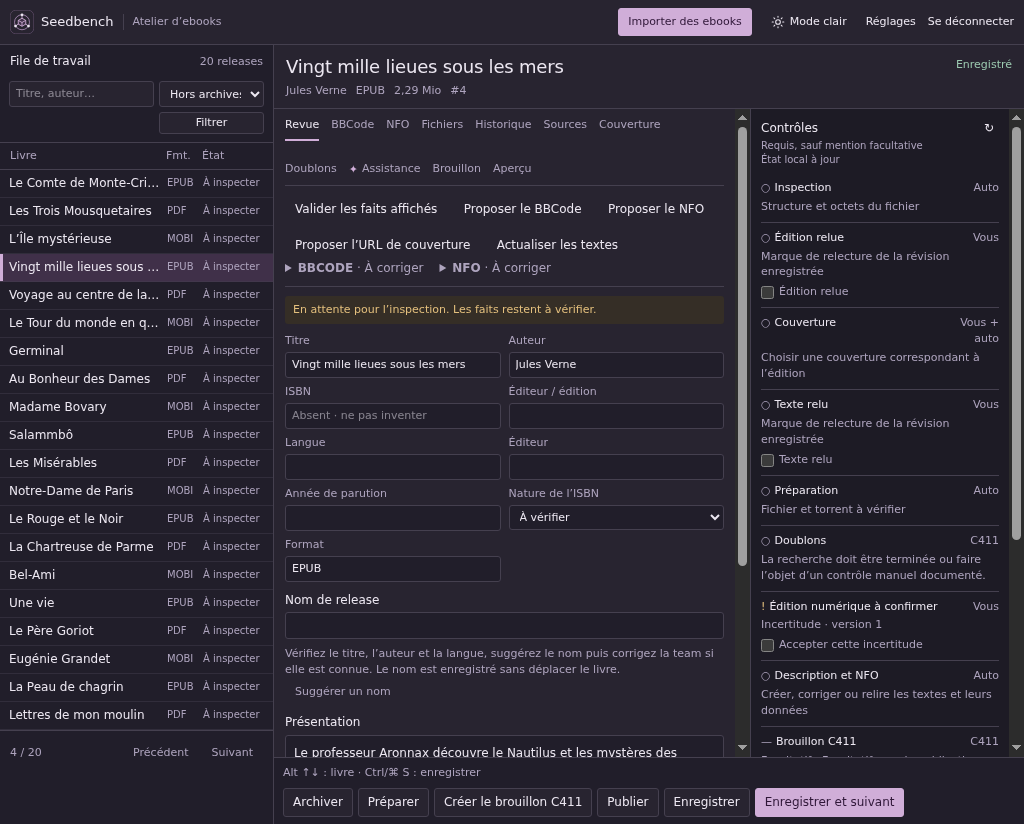 Seedbench
Atelier d’ebooks
Importer des ebooks
Mode clair
Réglages
Se déconnecter
File de travail
20 releases
Titre, auteur…
Hors archives
Filtrer
Livre Fmt. État
Le Comte de Monte-Cri… EPUB À inspecter
Les Trois Mousquetaires PDF À inspecter
L’Île mystérieuse MOBI À inspecter
Vingt mille lieues sous … EPUB À inspecter
Voyage au centre de la… PDF À inspecter
Le Tour du monde en q… MOBI À inspecter
Germinal EPUB À inspecter
Au Bonheur des Dames PDF À inspecter
Madame Bovary MOBI À inspecter
Salammbô EPUB À inspecter
Les Misérables PDF À inspecter
Notre-Dame de Paris MOBI À inspecter
Le Rouge et le Noir EPUB À inspecter
La Chartreuse de Parme PDF À inspecter
Bel-Ami MOBI À inspecter
Une vie EPUB À inspecter
Le Père Goriot PDF À inspecter
Eugénie Grandet MOBI À inspecter
La Peau de chagrin EPUB À inspecter
Lettres de mon moulin PDF À inspecter
4 / 20 Précédent Suivant
Vingt mille lieues sous les mers
Jules Verne EPUB 2,29 Mio #4
Enregistré
Revue BBCode NFO Fichiers Historique Sources Couverture
Doublons ✦ Assistance Brouillon Aperçu
Valider les faits affichés Proposer le BBCode Proposer le NFO
Proposer l’URL de couverture Actualiser les textes
BBCODE · À corriger NFO · À corriger
En attente pour l’inspection. Les faits restent à vérifier.
Titre Auteur
Vingt mille lieues sous les mers Jules Verne
ISBN Éditeur / édition
Absent · ne pas inventer
Langue Éditeur
Année de parution Nature de l’ISBN
À vérifier
Format
EPUB
Nom de release
Vérifiez le titre, l’auteur et la langue, suggérez le nom puis corrigez la team si
elle est connue. Le nom est enregistré sans déplacer le livre.
Suggérer un nom
Présentation
Le professeur Aronnax découvre le Nautilus et les mystères des
Contrôles ↻
Requis, sauf mention facultative
État local à jour
○ Inspection Auto
Structure et octets du fichier
○ Édition relue Vous
Marque de relecture de la révision
enregistrée
Édition relue
○ Couverture Vous +
auto
Choisir une couverture correspondant à
l’édition
○ Texte relu Vous
Marque de relecture de la révision
enregistrée
Texte relu
○ Préparation Auto
Fichier et torrent à vérifier
○ Doublons C411
La recherche doit être terminée ou faire
l’objet d’un contrôle manuel documenté.
! Édition numérique à confirmer Vous
Incertitude · version 1
Accepter cette incertitude
○ Description et NFO Auto
Créer, corriger ou relire les textes et leurs
données
— Brouillon C411 C411
Alt ↑↓ : livre · Ctrl/⌘ S : enregistrer
Archiver Préparer Créer le brouillon C411 Publier Enregistrer Enregistrer et suivant